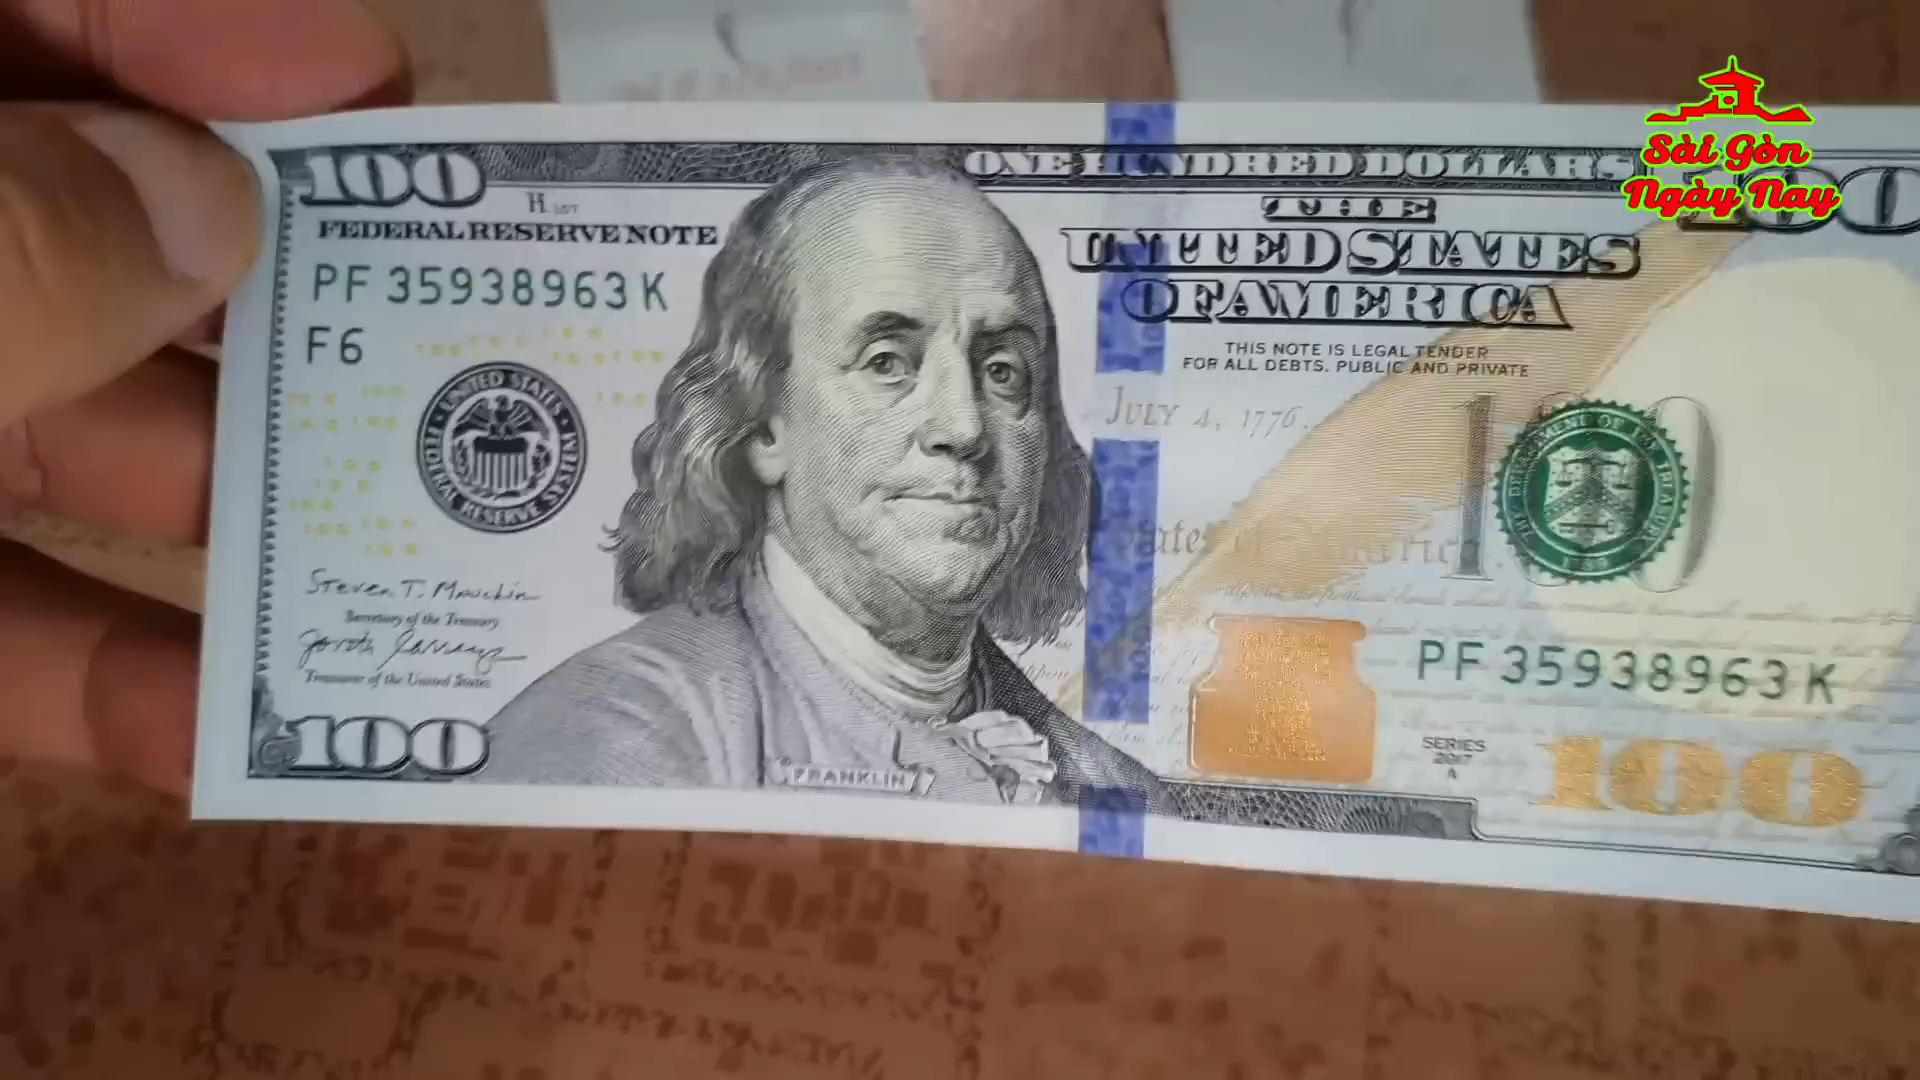 Sài Gòn
Ngày Nay
100
ONE HUNDRED DOLLARS
100
H 107
FEDERAL RESERVE NOTE
THE
UNITED STATES
OF AMERICA
PF 35938963 K
F6
THIS NOTE IS LEGAL TENDER
FOR ALL DEBTS, PUBLIC AND PRIVATE
JULY 4, 1776.
UNITED STATES
FEDERAL RESERVE SYSTEM
100
Steven T. Mnuchin
Secretary of the Treasury
Treasurer of the United States
PF 35938963 K
SERIES
2017
A
100
100
FRANKLIN